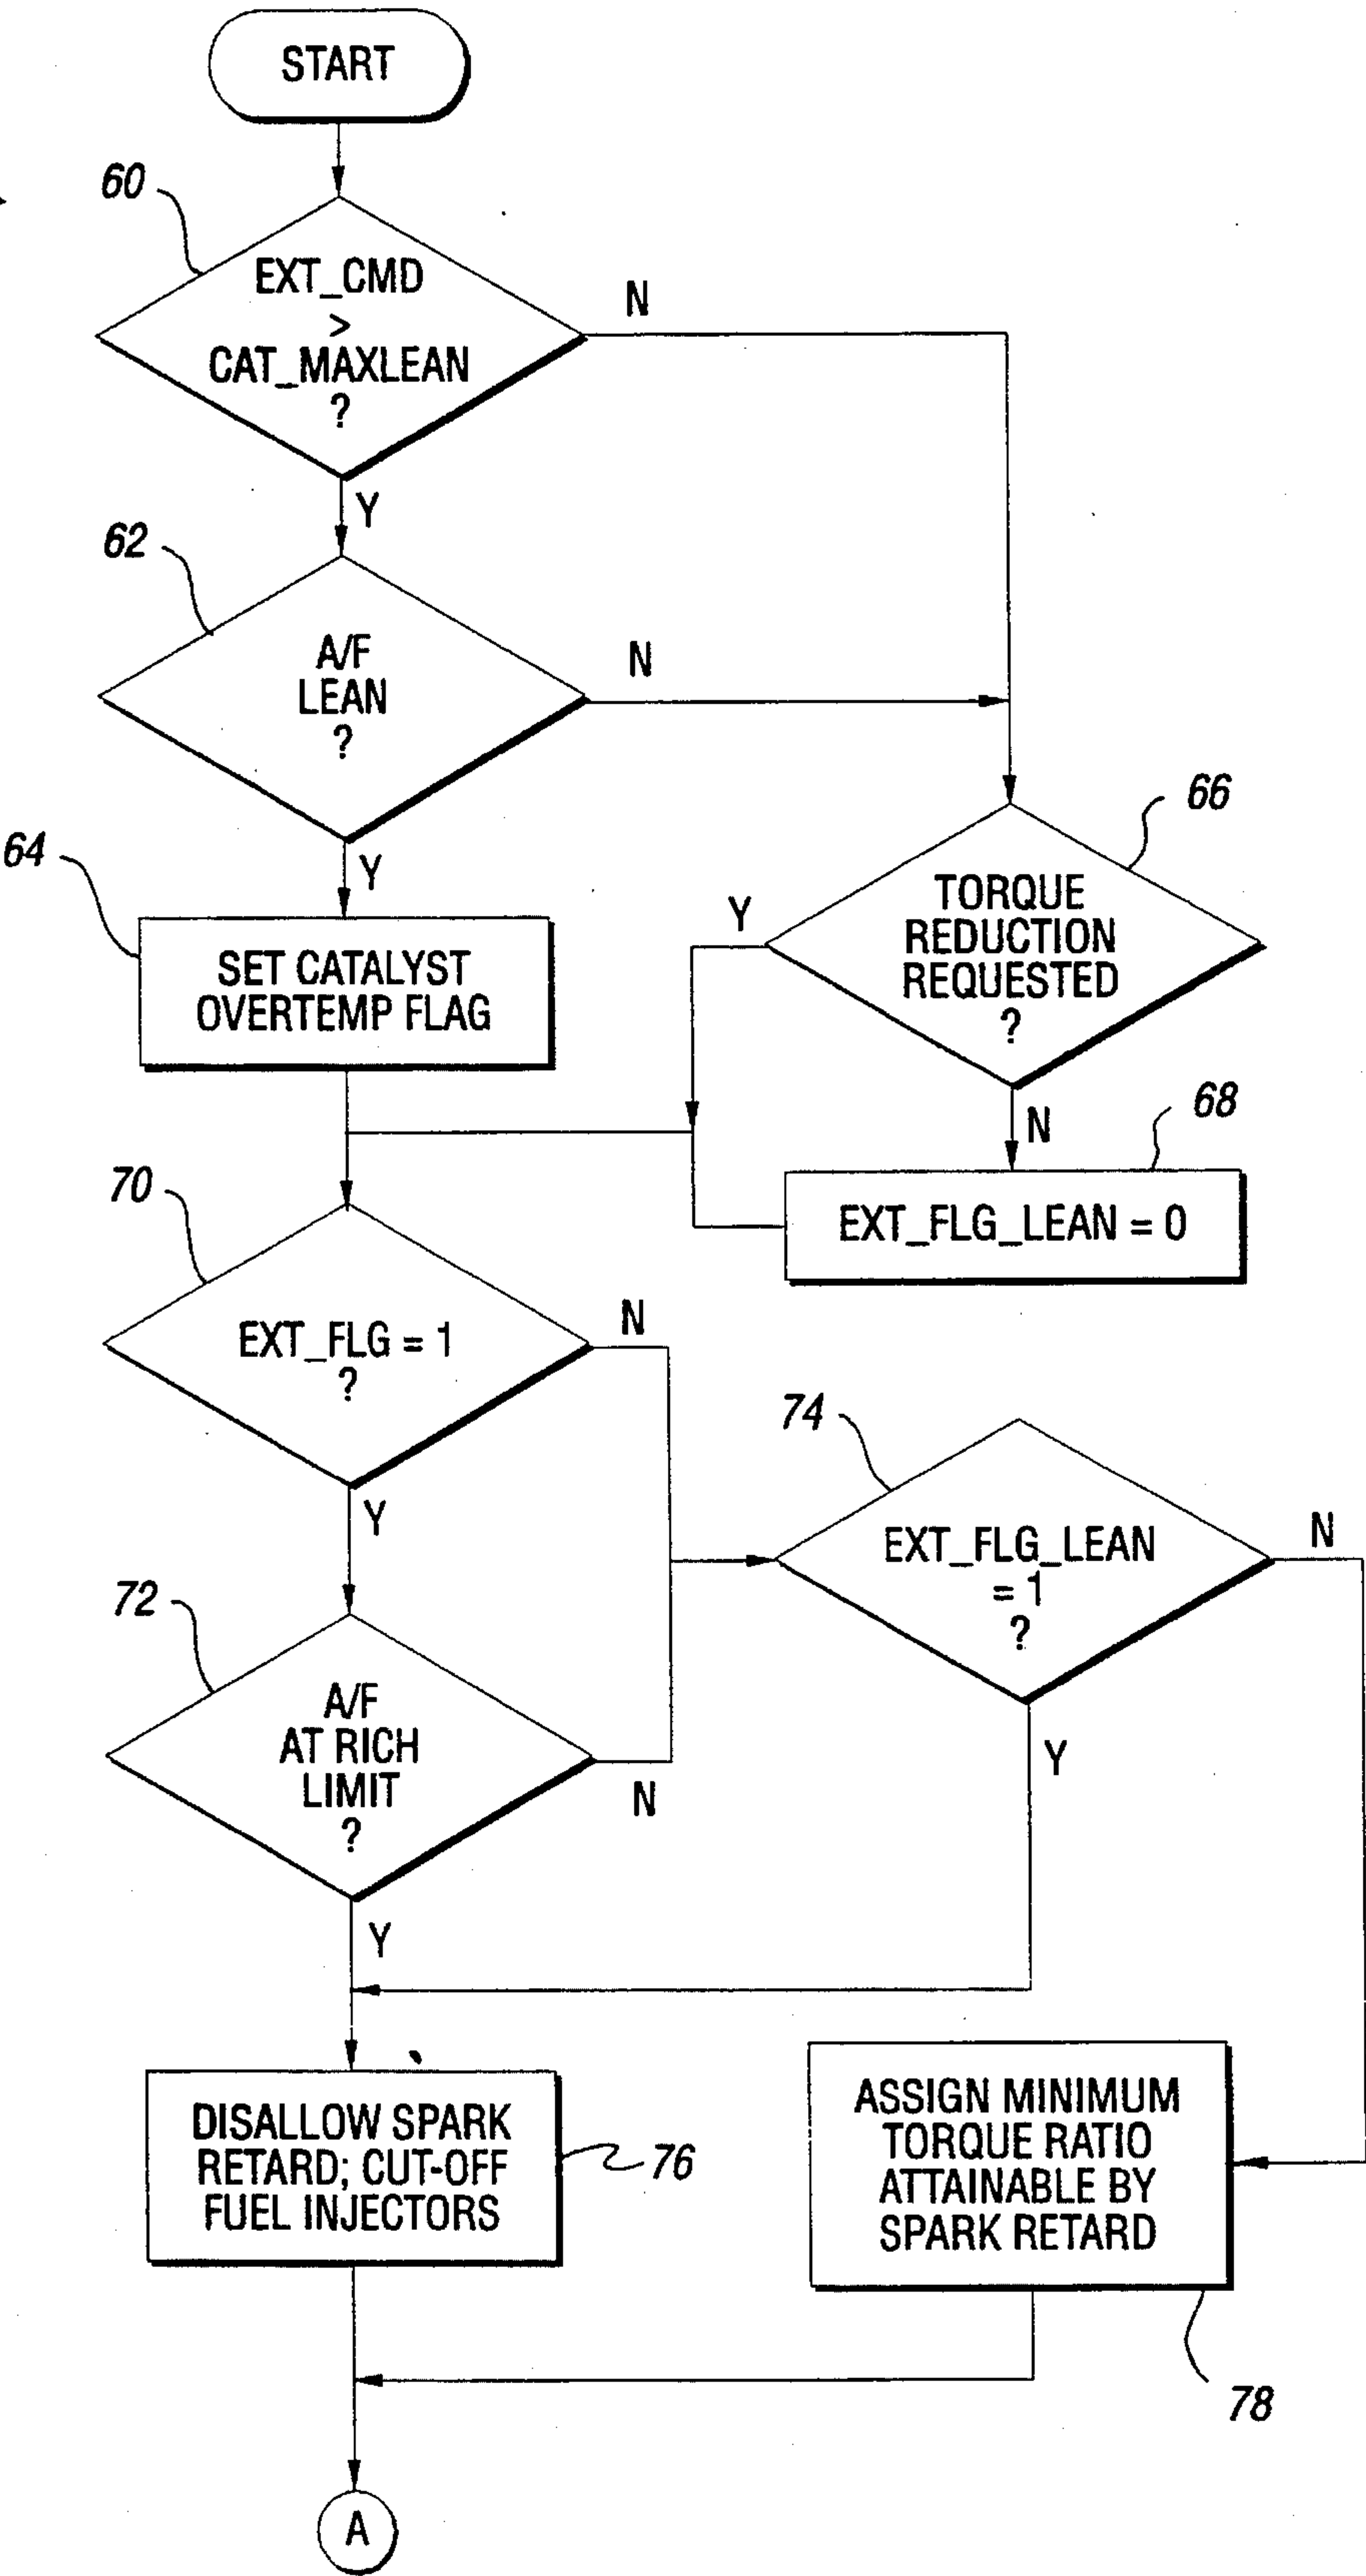 START
60
EXT_CMD
>
CAT_MAXLEAN
?
N
Y
62
A/F
LEAN
?
N
Y
64
SET CATALYST
OVERTEMP FLAG
66
TORQUE
REDUCTION
REQUESTED
?
Y
N
68
EXT_FLG_LEAN = 0
70
EXT_FLG = 1
?
N
Y
74
EXT_FLG_LEAN
= 1
?
N
Y
72
A/F
AT RICH
LIMIT
?
N
Y
DISALLOW SPARK
RETARD; CUT-OFF
FUEL INJECTORS
76
ASSIGN MINIMUM
TORQUE RATIO
ATTAINABLE BY
SPARK RETARD
78
A